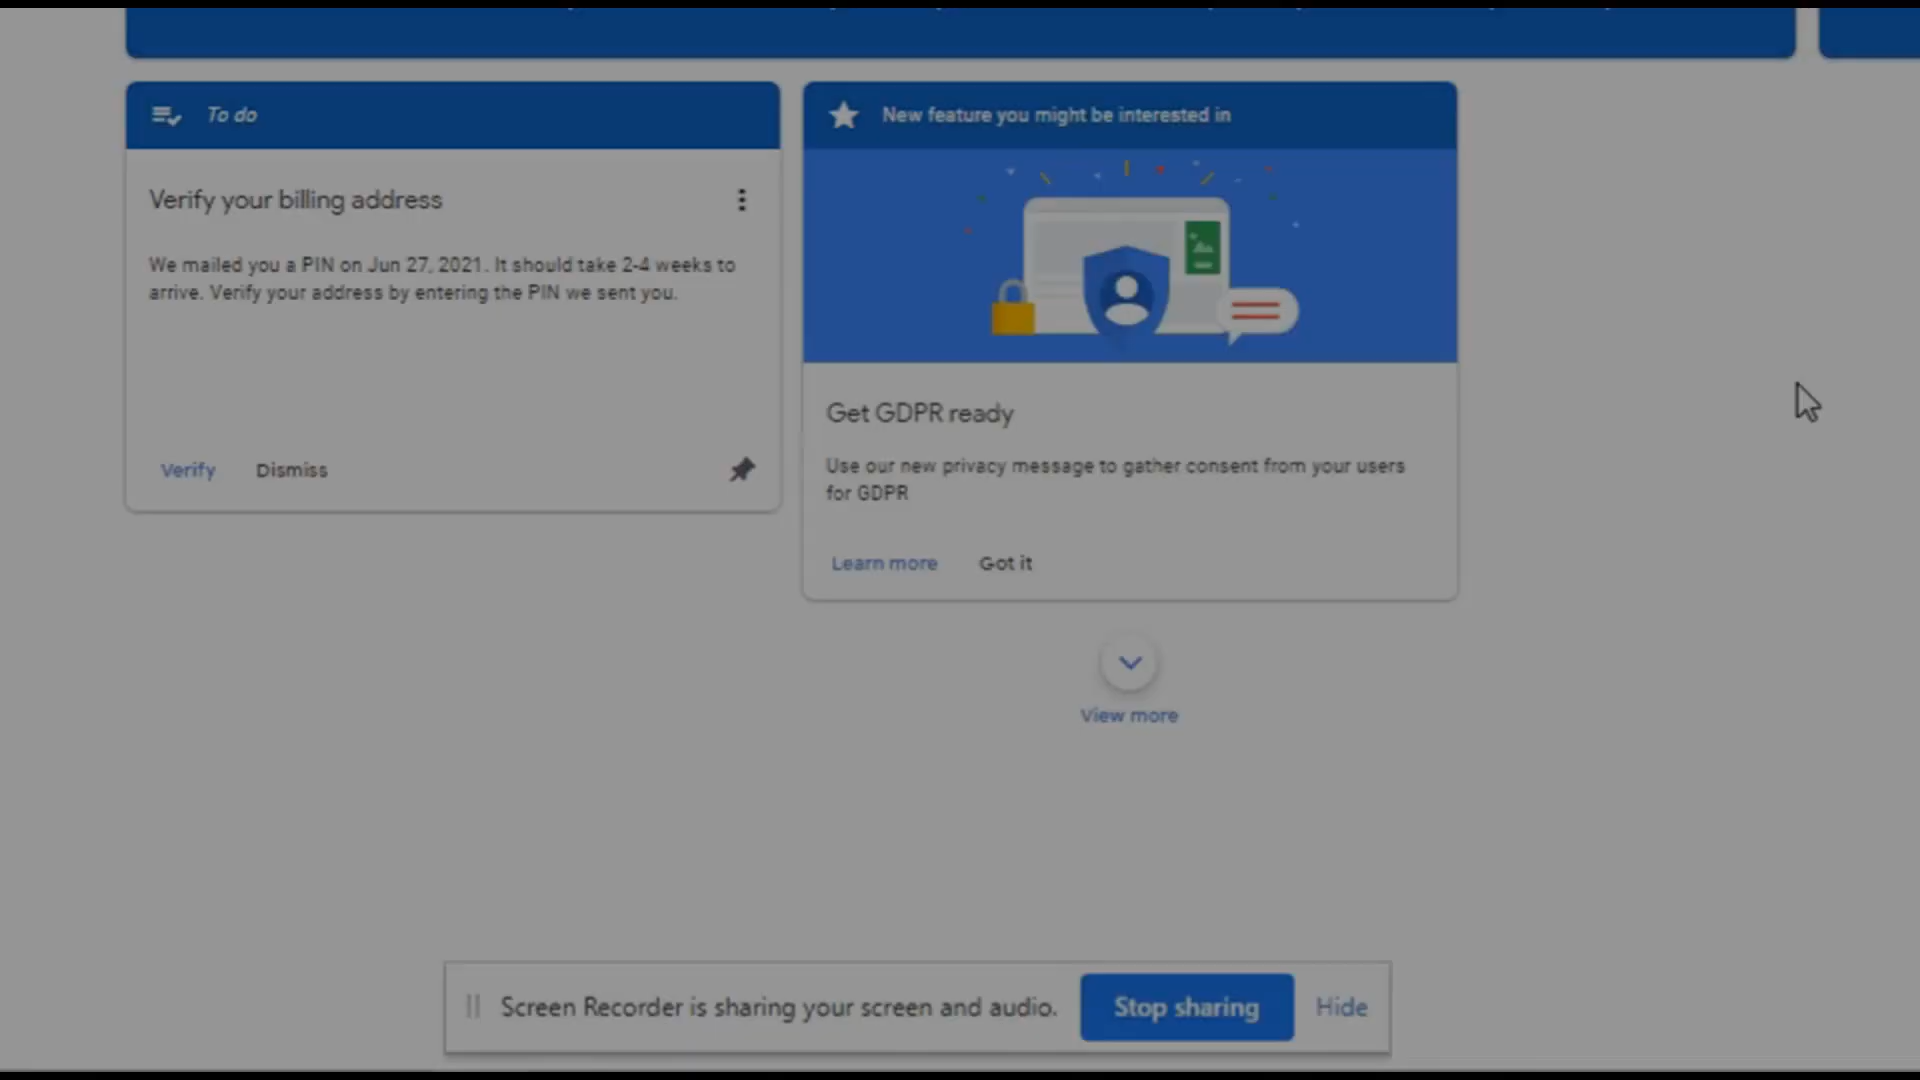 To do
Verify your billing address
We mailed you a PIN on Jun 27, 2021. It should take 2-4 weeks to
arrive. Verify your address by entering the PIN we sent you.
Verify Dismiss
New feature you might be interested in
Get GDPR ready
Use our new privacy message to gather consent from your users
for GDPR
Learn more Got it
View more
Screen Recorder is sharing your screen and audio. Stop sharing Hide